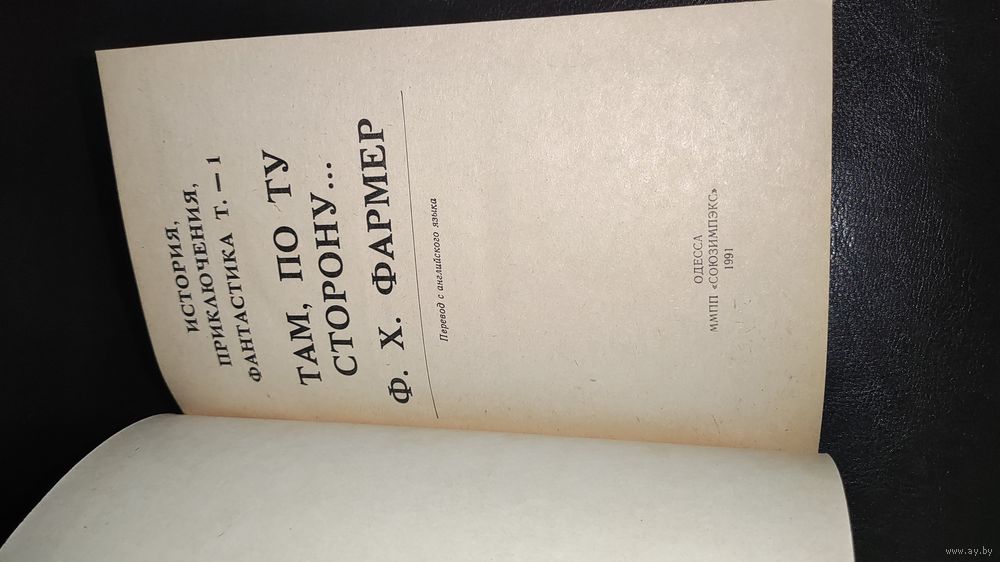 ИСТОРИЯ,
ПРИКЛЮЧЕНИЯ,
ФАНТАСТИКА Т. — 1
ТАМ, ПО ТУ
СТОРОНУ...
Ф. Х. ФАРМЕР
Перевод с английского языка
ОДЕССА
ММПП «СОЮЗИМПЭКС»
1991
www.ay.by